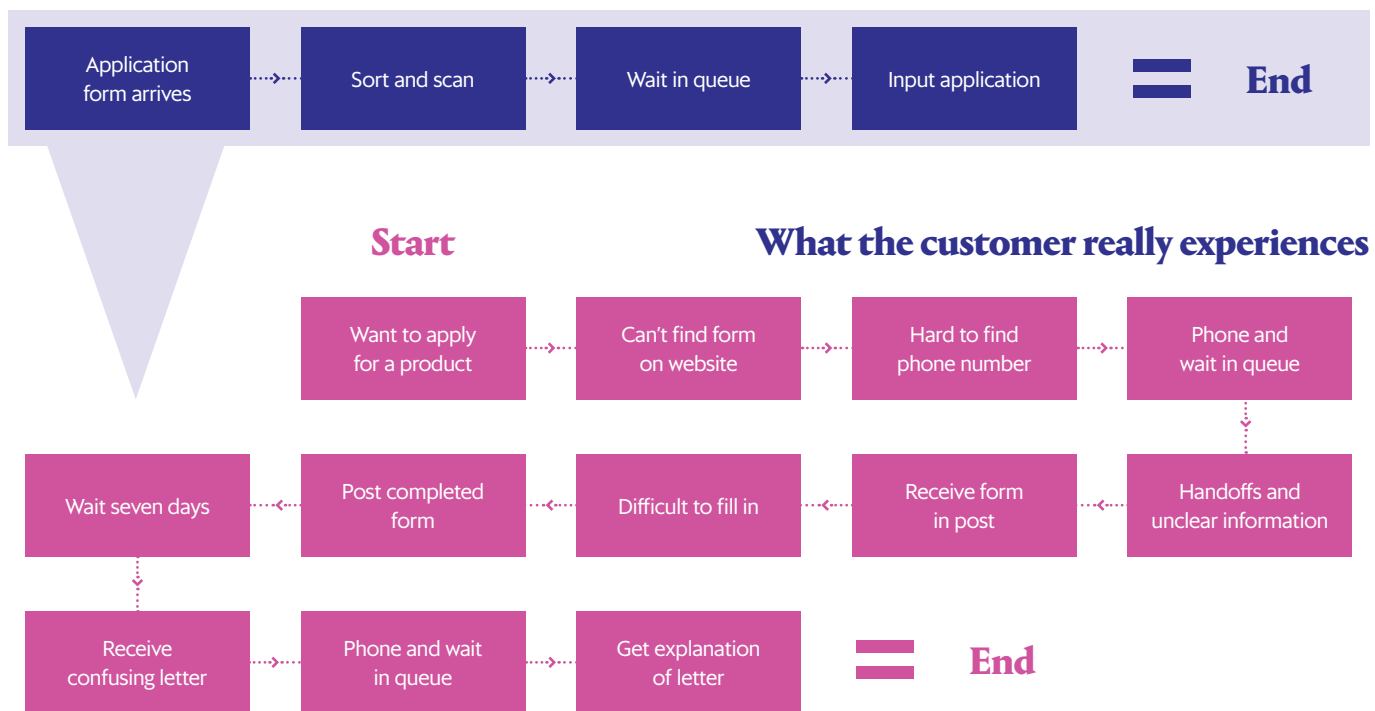 Application
form arrives
Sort and scan
Wait in queue
Input application
End
Start
What the customer really experiences
Want to apply
for a product
Can't find form
on website
Hard to find
phone number
Phone and
wait in queue
Handoffs and
unclear information
Receive form
in post
Difficult to fill in
Post completed
form
Wait seven days
Receive
confusing letter
Phone and wait
in queue
Get explanation
of letter
End